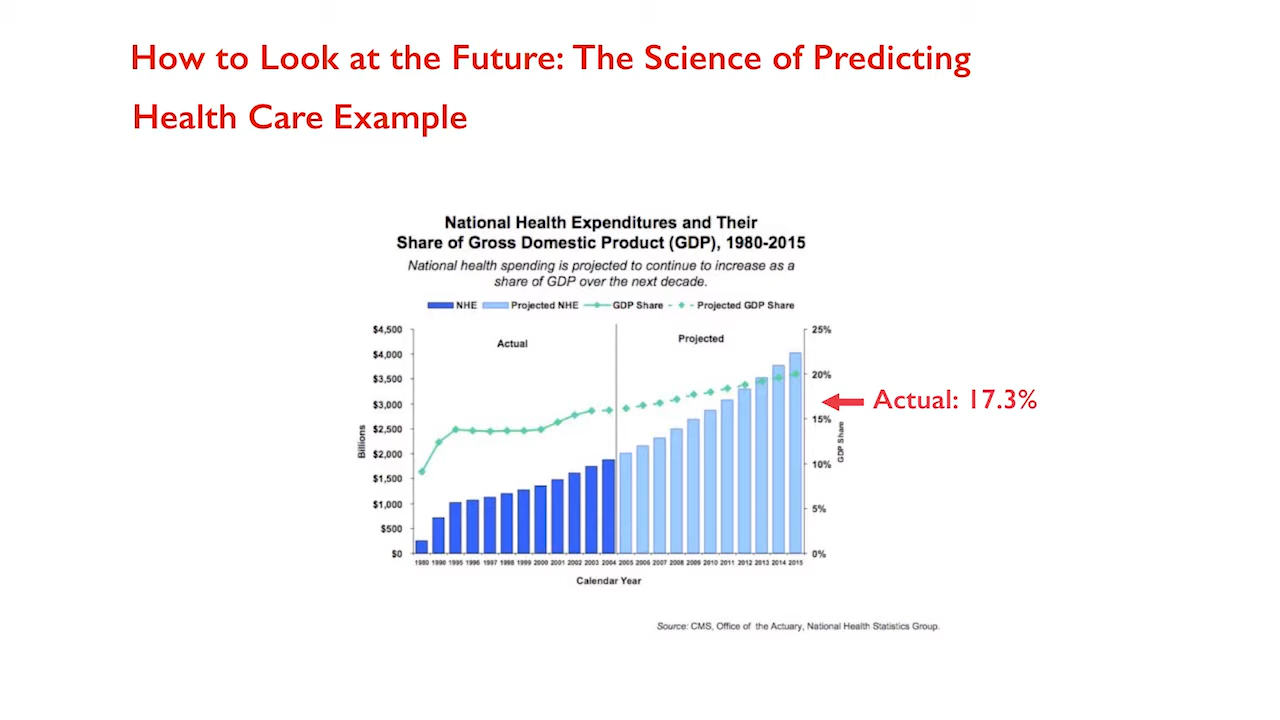 How to Look at the Future: The Science of Predicting
Health Care Example
National Health Expenditures and Their
Share of Gross Domestic Product (GDP), 1980-2015
National health spending is projected to continue to increase as a
share of GDP over the next decade.
NHE Projected NHE GDP Share Projected GDP Share
Actual
Projected
$4,500
$4,000
$3,500
$3,000
$2,500
$2,000
$1,500
$1,000
$500
$0
Billions
25%
20%
15%
10%
5%
0%
GDP Share
Actual: 17.3%
1980 1990 1995 1996 1997 1998 1999 2000 2001 2002 2003 2004 2005 2006 2007 2008 2009 2010 2011 2012 2013 2014 2015
Calendar Year
Source: CMS, Office of the Actuary, National Health Statistics Group.